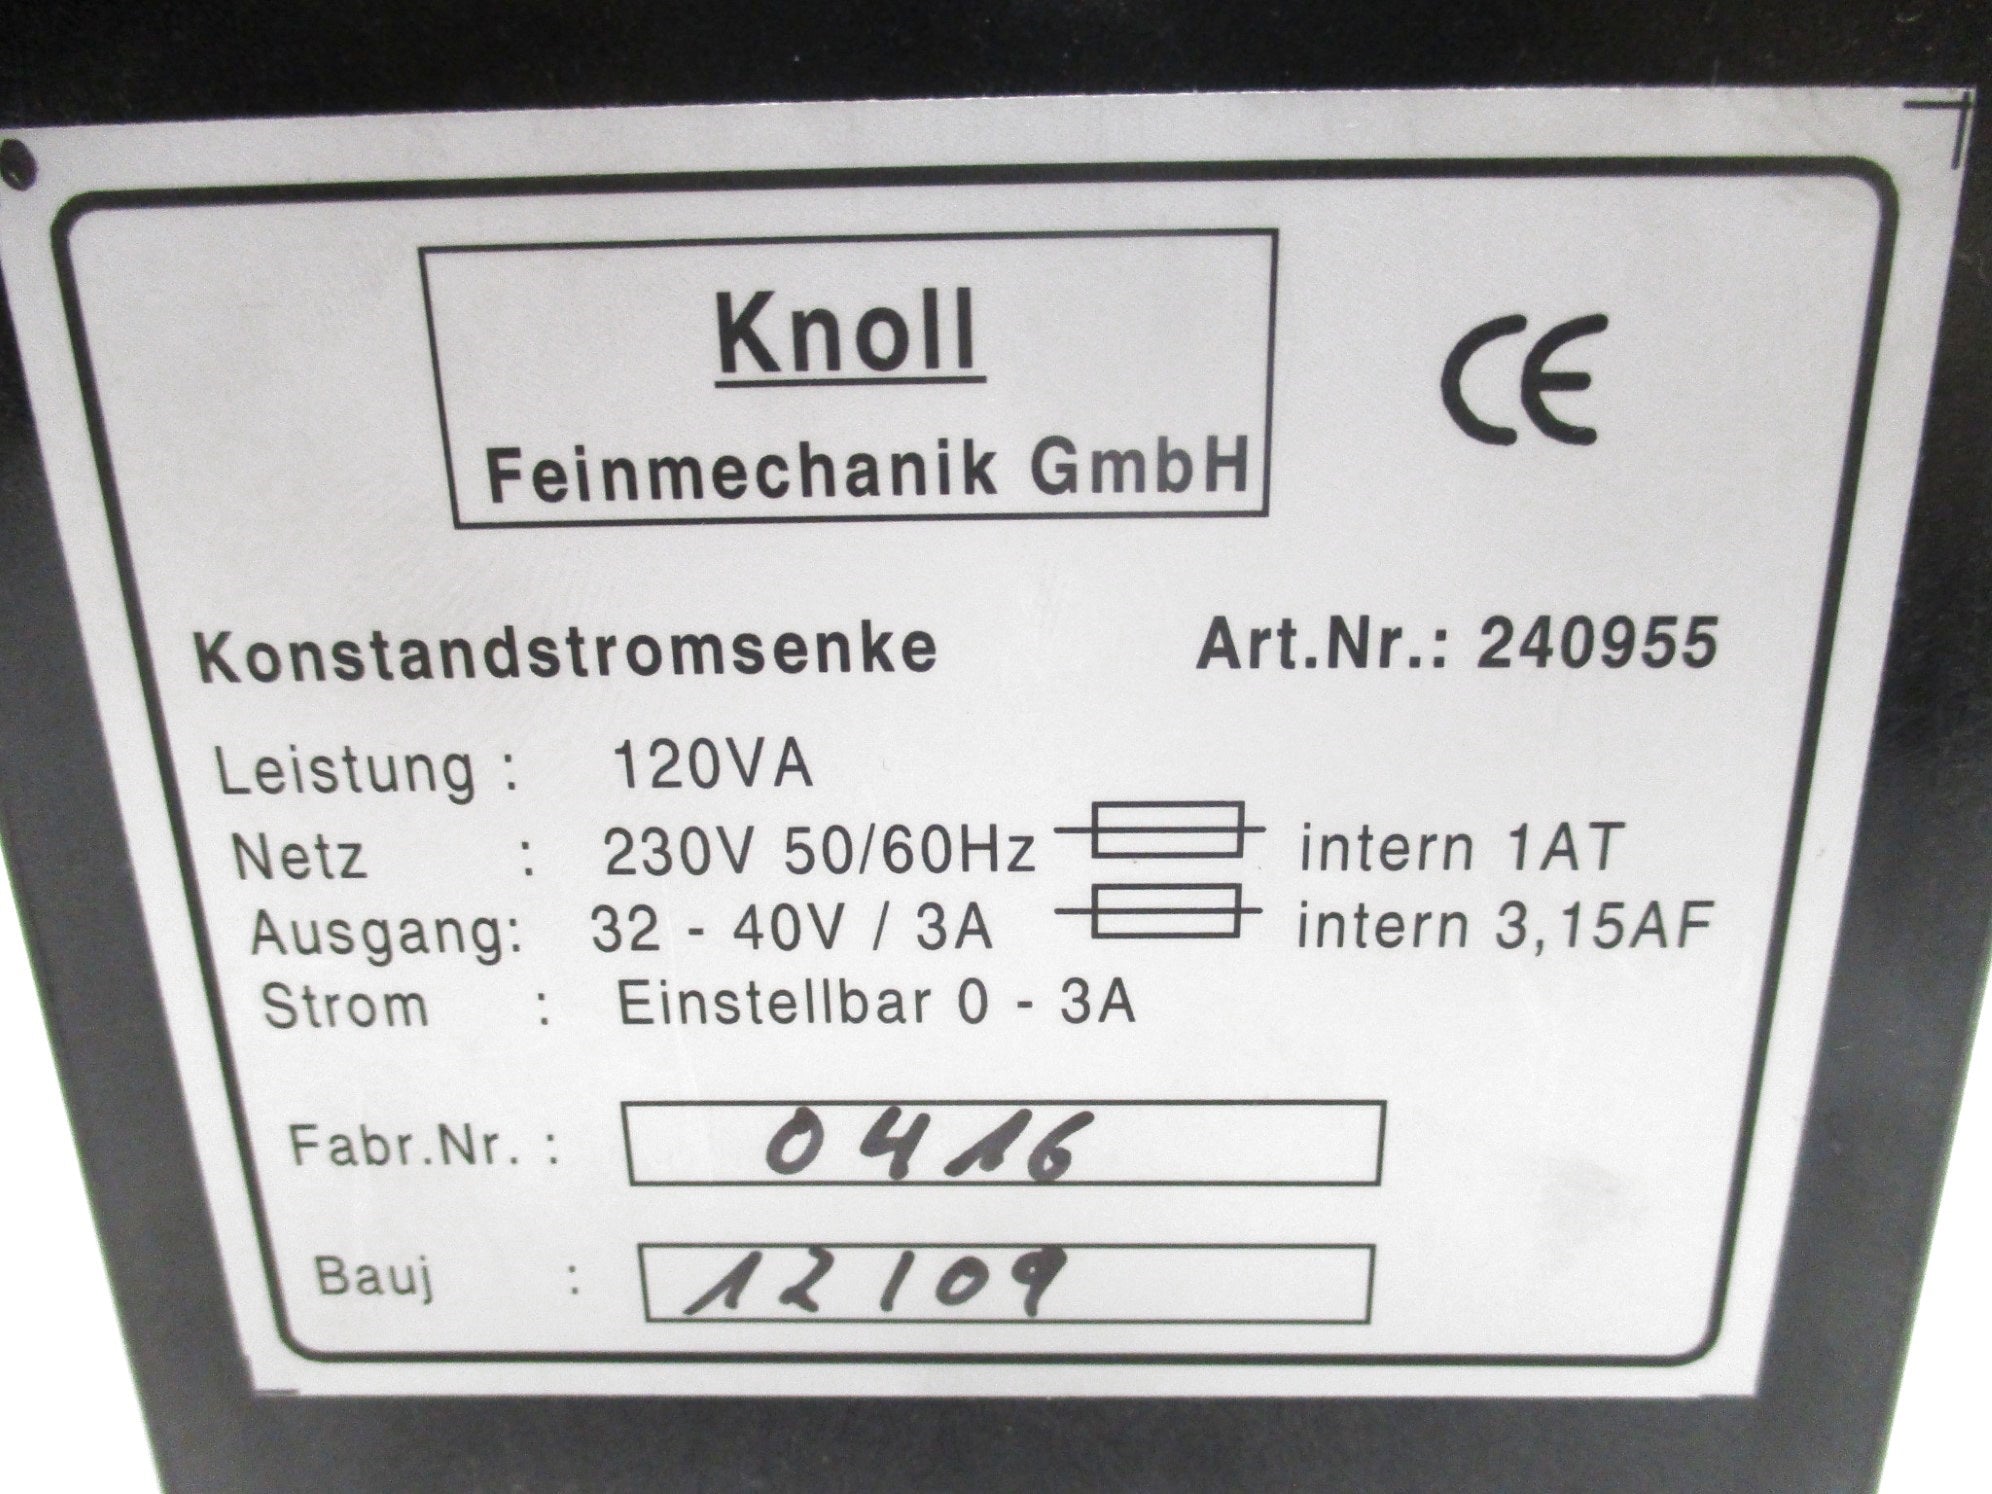 Knoll
Feinmechanik GmbH
CE
Konstandstromsenke Art.Nr.: 240955
Leistung : 120VA
Netz : 230V 50/60Hz intern 1AT
Ausgang: 32 - 40V / 3A intern 3,15AF
Strom : Einstellbar 0 - 3A
Fabr.Nr. : 0416
Bauj : 12/09